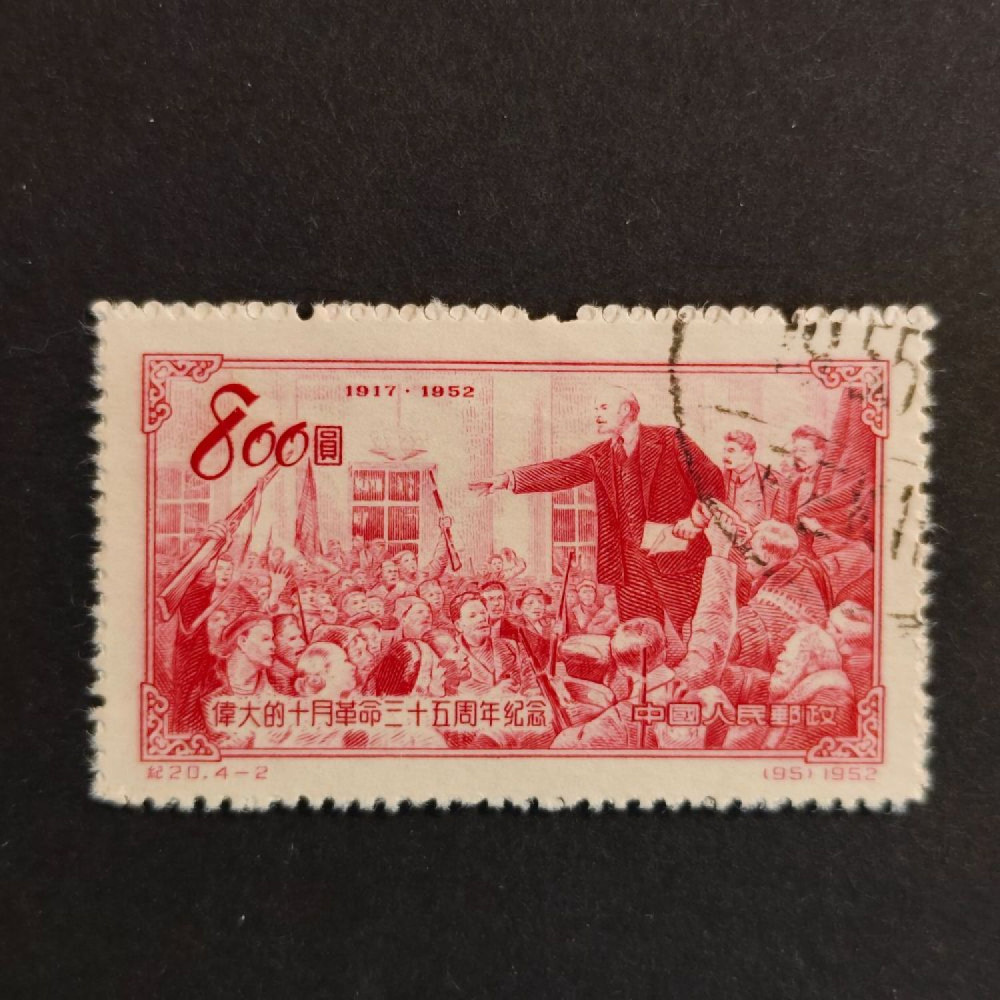 1917·1952
800圓
偉大的十月革命三十五周年紀念
中國人民郵政
紀20.4-2
(95) 1952